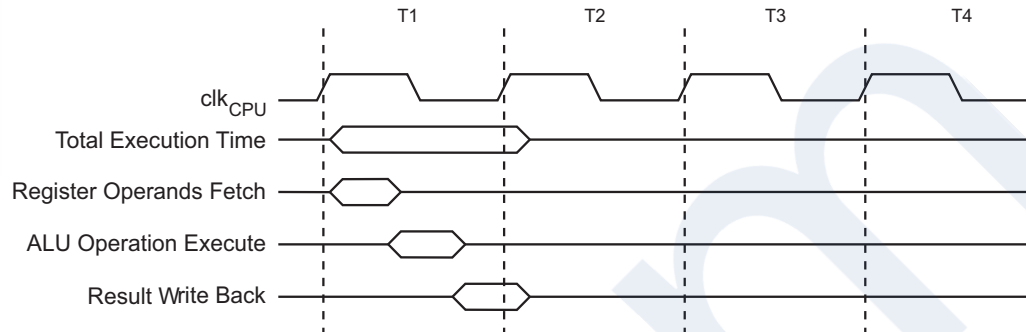 T1 T2 T3 T4
clkCPU
Total Execution Time
Register Operands Fetch
ALU Operation Execute
Result Write Back